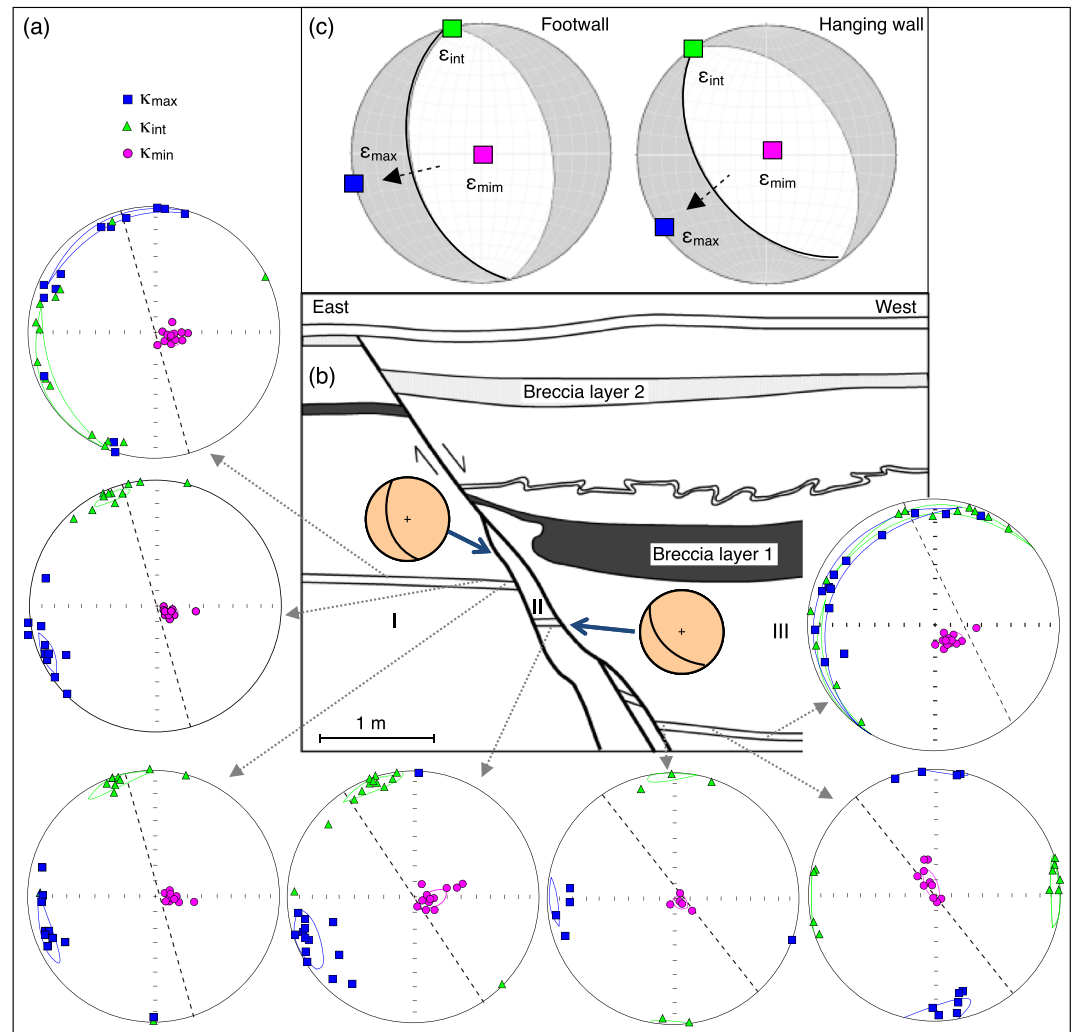 (a)
κmax
κint
κmin
(c)
Footwall
Hanging wall
εint
εint
εmax
εmim
εmim
εmax
East
West
(b)
Breccia layer 2
Breccia layer 1
I
II
III
1 m